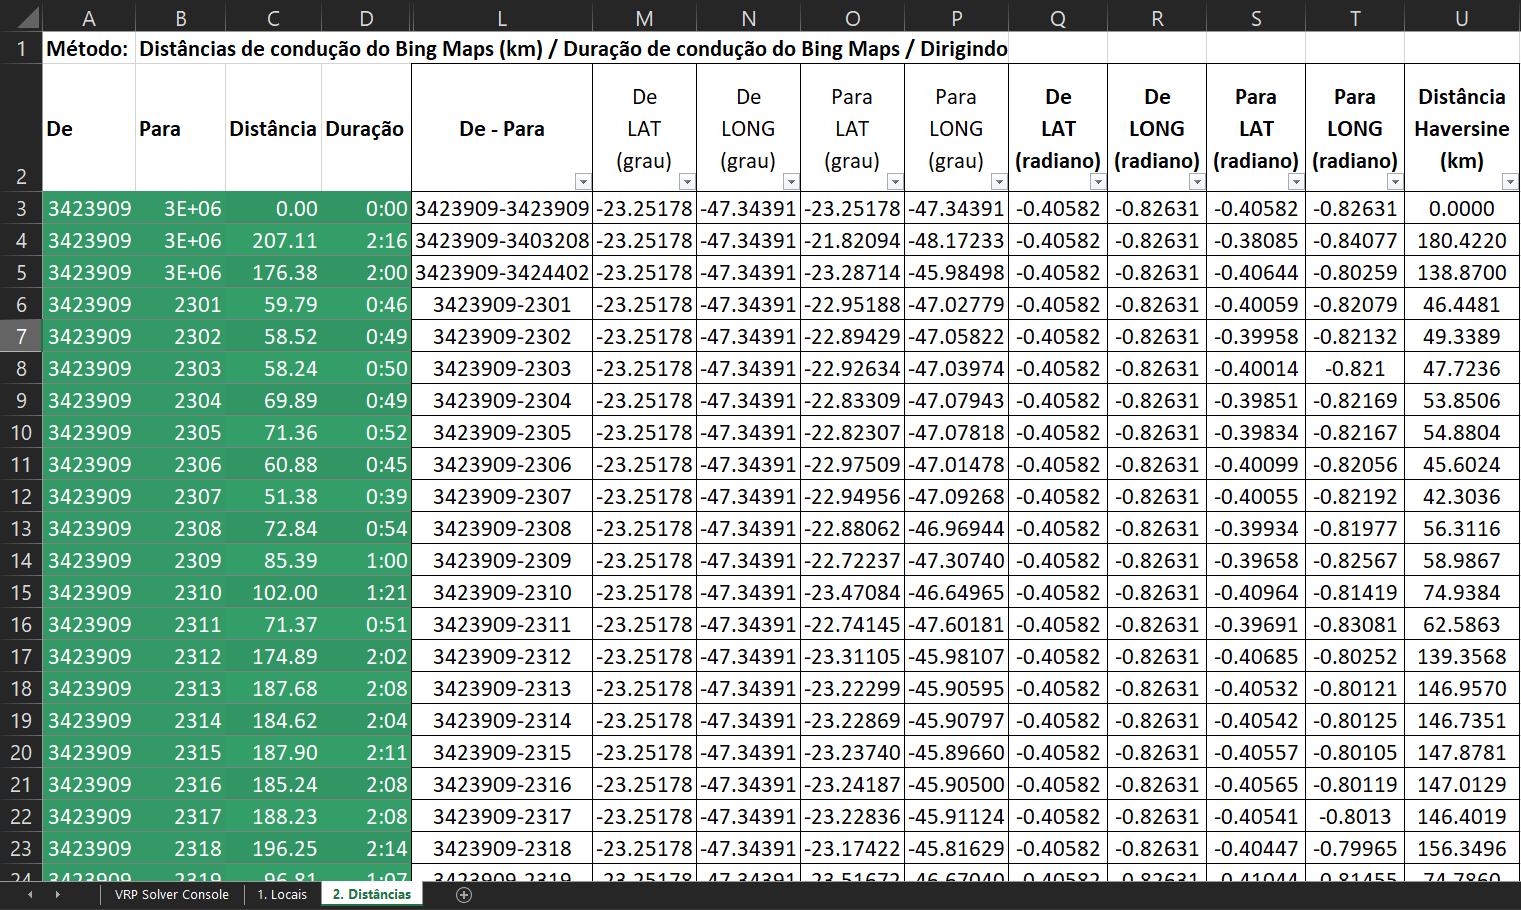 A B C D L M N O P Q R S T U
1 Método: Distâncias de condução do Bing Maps (km) / Duração de condução do Bing Maps / Dirigindo
2 De Para Distância Duração De - Para De LAT (grau) De LONG (grau) Para LAT (grau) Para LONG (grau) De LAT (radiano) De LONG (radiano) Para LAT (radiano) Para LONG (radiano) Distância Haversine (km)
3 3423909 3E+06 0.00 0:00 3423909-3423909 -23.25178 -47.34391 -23.25178 -47.34391 -0.40582 -0.82631 -0.40582 -0.82631 0.0000
4 3423909 3E+06 207.11 2:16 3423909-3403208 -23.25178 -47.34391 -21.82094 -48.17233 -0.40582 -0.82631 -0.38085 -0.84077 180.4220
5 3423909 3E+06 176.38 2:00 3423909-3424402 -23.25178 -47.34391 -23.28714 -45.98498 -0.40582 -0.82631 -0.40644 -0.80259 138.8700
6 3423909 2301 59.79 0:46 3423909-2301 -23.25178 -47.34391 -22.95188 -47.02779 -0.40582 -0.82631 -0.40059 -0.82079 46.4481
7 3423909 2302 58.52 0:49 3423909-2302 -23.25178 -47.34391 -22.89429 -47.05822 -0.40582 -0.82631 -0.39958 -0.82132 49.3389
8 3423909 2303 58.24 0:50 3423909-2303 -23.25178 -47.34391 -22.92634 -47.03974 -0.40582 -0.82631 -0.40014 -0.821 47.7236
9 3423909 2304 69.89 0:49 3423909-2304 -23.25178 -47.34391 -22.83309 -47.07943 -0.40582 -0.82631 -0.39851 -0.82169 53.8506
10 3423909 2305 71.36 0:52 3423909-2305 -23.25178 -47.34391 -22.82307 -47.07818 -0.40582 -0.82631 -0.39834 -0.82167 54.8804
11 3423909 2306 60.88 0:45 3423909-2306 -23.25178 -47.34391 -22.97509 -47.01478 -0.40582 -0.82631 -0.40099 -0.82056 45.6024
12 3423909 2307 51.38 0:39 3423909-2307 -23.25178 -47.34391 -22.94956 -47.09268 -0.40582 -0.82631 -0.40055 -0.82192 42.3036
13 3423909 2308 72.84 0:54 3423909-2308 -23.25178 -47.34391 -22.88062 -46.96944 -0.40582 -0.82631 -0.39934 -0.81977 56.3116
14 3423909 2309 85.39 1:00 3423909-2309 -23.25178 -47.34391 -22.72237 -47.30740 -0.40582 -0.82631 -0.39658 -0.82567 58.9867
15 3423909 2310 102.00 1:21 3423909-2310 -23.25178 -47.34391 -23.47084 -46.64965 -0.40582 -0.82631 -0.40964 -0.81419 74.9384
16 3423909 2311 71.37 0:51 3423909-2311 -23.25178 -47.34391 -22.74145 -47.60181 -0.40582 -0.82631 -0.39691 -0.83081 62.5863
17 3423909 2312 174.89 2:02 3423909-2312 -23.25178 -47.34391 -23.31105 -45.98107 -0.40582 -0.82631 -0.40685 -0.80252 139.3568
18 3423909 2313 187.68 2:08 3423909-2313 -23.25178 -47.34391 -23.22299 -45.90595 -0.40582 -0.82631 -0.40532 -0.80121 146.9570
19 3423909 2314 184.62 2:04 3423909-2314 -23.25178 -47.34391 -23.22869 -45.90797 -0.40582 -0.82631 -0.40542 -0.80125 146.7351
20 3423909 2315 187.90 2:11 3423909-2315 -23.25178 -47.34391 -23.23740 -45.89660 -0.40582 -0.82631 -0.40557 -0.80105 147.8781
21 3423909 2316 185.24 2:08 3423909-2316 -23.25178 -47.34391 -23.24187 -45.90500 -0.40582 -0.82631 -0.40565 -0.80119 147.0129
22 3423909 2317 188.23 2:08 3423909-2317 -23.25178 -47.34391 -23.22836 -45.91124 -0.40582 -0.82631 -0.40541 -0.8013 146.4019
23 3423909 2318 196.25 2:14 3423909-2318 -23.25178 -47.34391 -23.17422 -45.81629 -0.40582 -0.82631 -0.40447 -0.79965 156.3496
24 3423909 2319 96.81 1:07 3423909-2319 -23.25178 -47.34391 -23.51672 -46.67040 -0.40582 -0.82631 -0.41044 -0.81455 74.7860
VRP Solver Console 1. Locais 2. Distâncias